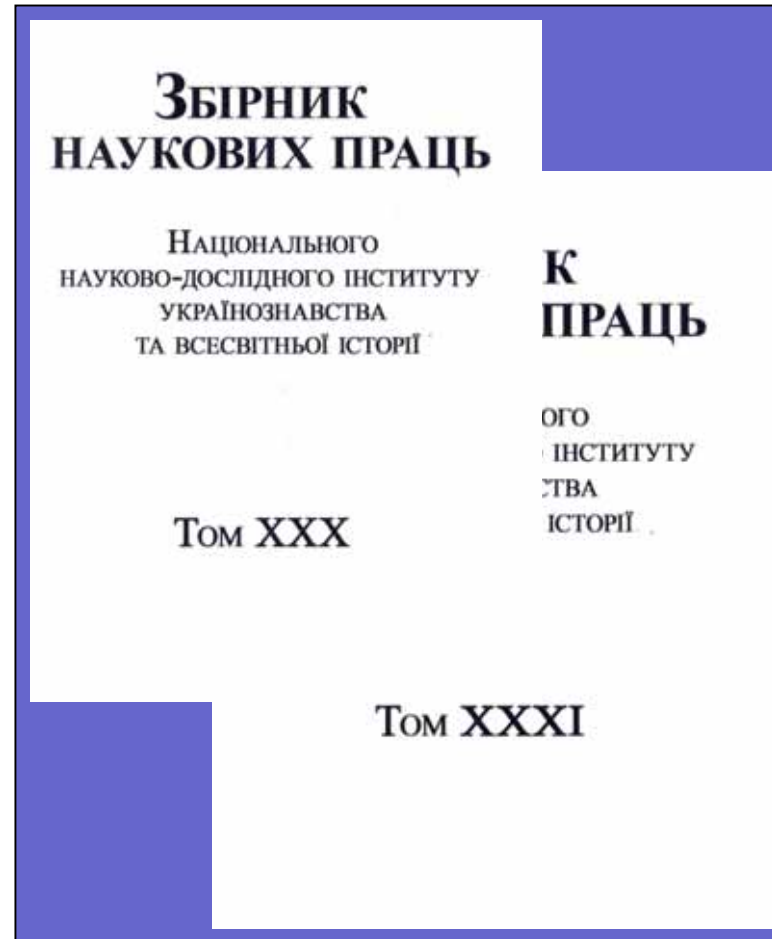 ЗБІРНИК
НАУКОВИХ ПРАЦЬ
НАЦІОНАЛЬНОГО
НАУКОВО-ДОСЛІДНОГО ІНСТИТУТУ
УКРАЇНОЗНАВСТВА
ТА ВСЕСВІТНЬОЇ ІСТОРІЇ
ТОМ XXX
К
ПРАЦЬ
ОГО
ІНСТИТУТУ
СТВА
ІСТОРІЇ
ТОМ XXXI